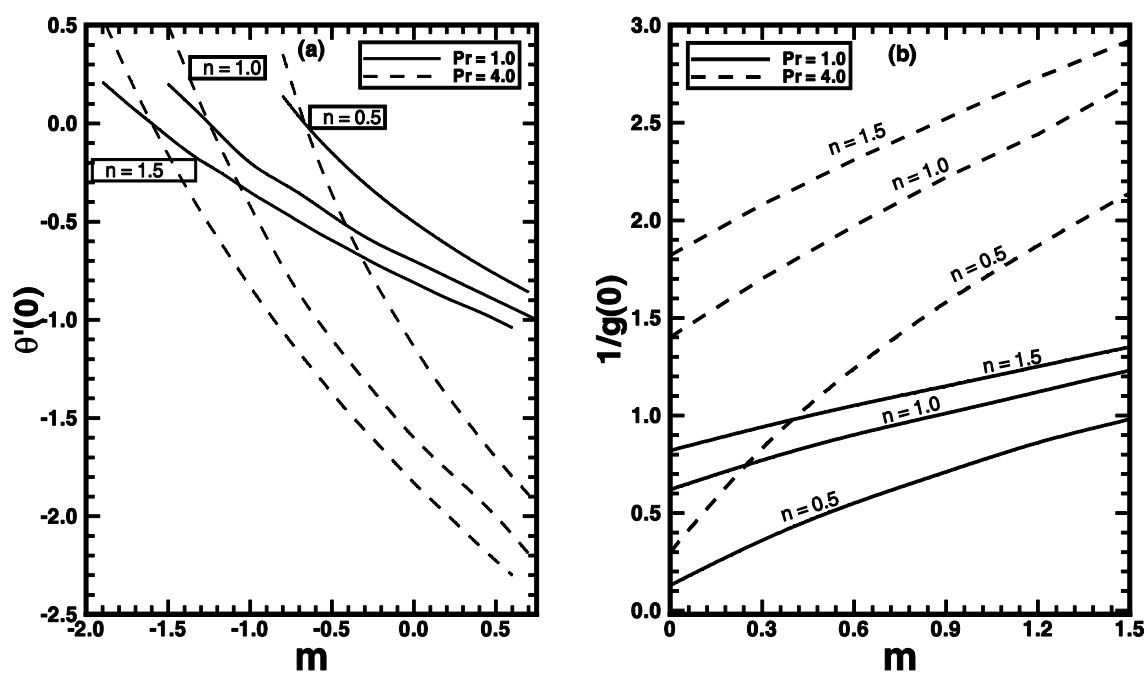 (a)
Pr = 1.0
Pr = 4.0
n = 1.0
n = 0.5
n = 1.5
0.5
0.0
-0.5
-1.0
-1.5
-2.0
-2.5
θ'(0)
-2.0 -1.5 -1.0 -0.5 0.0 0.5
m
(b)
Pr = 1.0
Pr = 4.0
n = 1.5
n = 1.0
n = 0.5
n = 1.5
n = 1.0
n = 0.5
3.0
2.5
2.0
1.5
1.0
0.5
0.0
1/g(0)
0 0.3 0.6 0.9 1.2 1.5
m